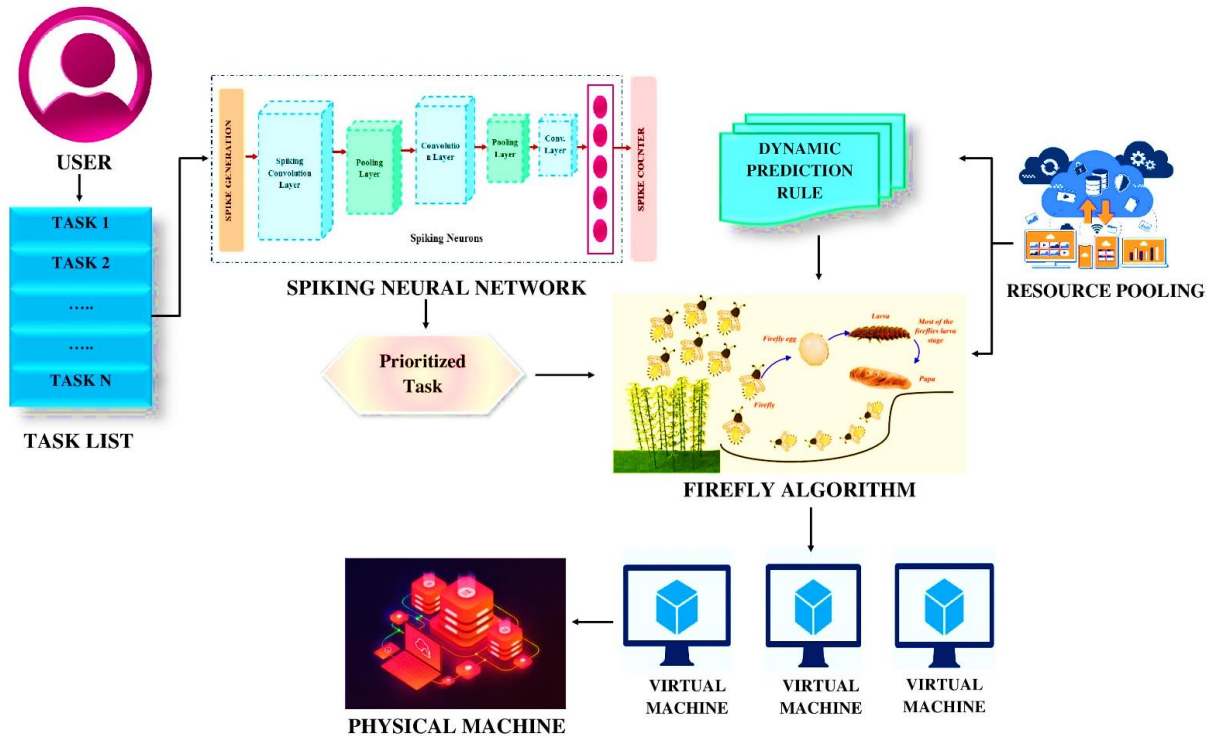 USER
TASK 1
TASK 2
.....
.....
TASK N
TASK LIST
SPIKE GENERATION
Spiking
Convolution
Layer
Pooling
Layer
Convolutio
n Layer
Pooling
Layer
Conv.
Layer
Spiking Neurons
SPIKE COUNTER
SPIKING NEURAL NETWORK
Prioritized
Task
DYNAMIC
PREDICTION
RULE
RESOURCE POOLING
Firefly egg
Larva
Most of the
fireflies larva
stage
Papa
Firefly
FIREFLY ALGORITHM
PHYSICAL MACHINE
VIRTUAL
MACHINE
VIRTUAL
MACHINE
VIRTUAL
MACHINE